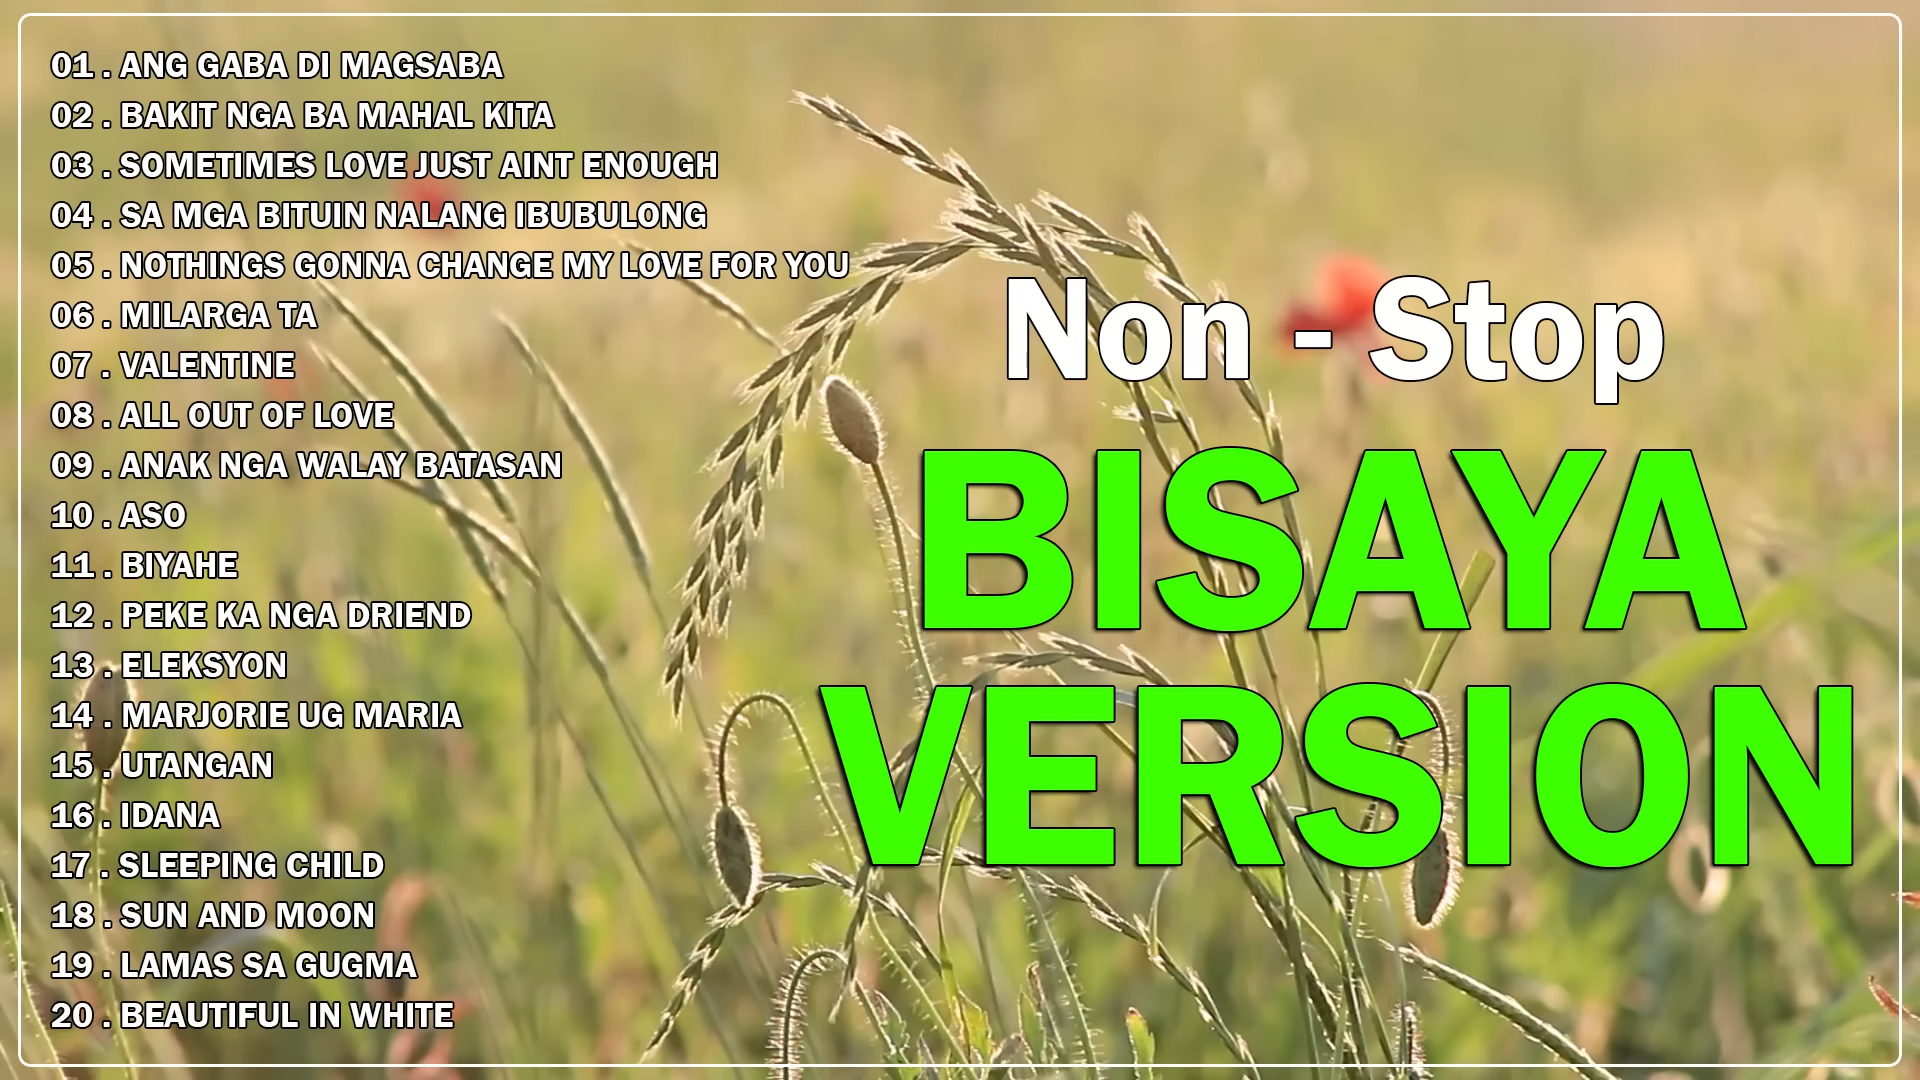 01 . ANG GABA DI MAGSABA
02 . BAKIT NGA BA MAHAL KITA
03 . SOMETIMES LOVE JUST AINT ENOUGH
04 . SA MGA BITUIN NALANG IBUBULONG
05 . NOTHINGS GONNA CHANGE MY LOVE FOR YOU
06 . MILARGA TA
07 . VALENTINE
08 . ALL OUT OF LOVE
09 . ANAK NGA WALAY BATASAN
10 . ASO
11 . BIYAHE
12 . PEKE KA NGA DRIEND
13 . ELEKSYON
14 . MARJORIE UG MARIA
15 . UTANGAN
16 . IDANA
17 . SLEEPING CHILD
18 . SUN AND MOON
19 . LAMAS SA GUGMA
20 . BEAUTIFUL IN WHITE
Non - Stop
BISAYA
VERSION